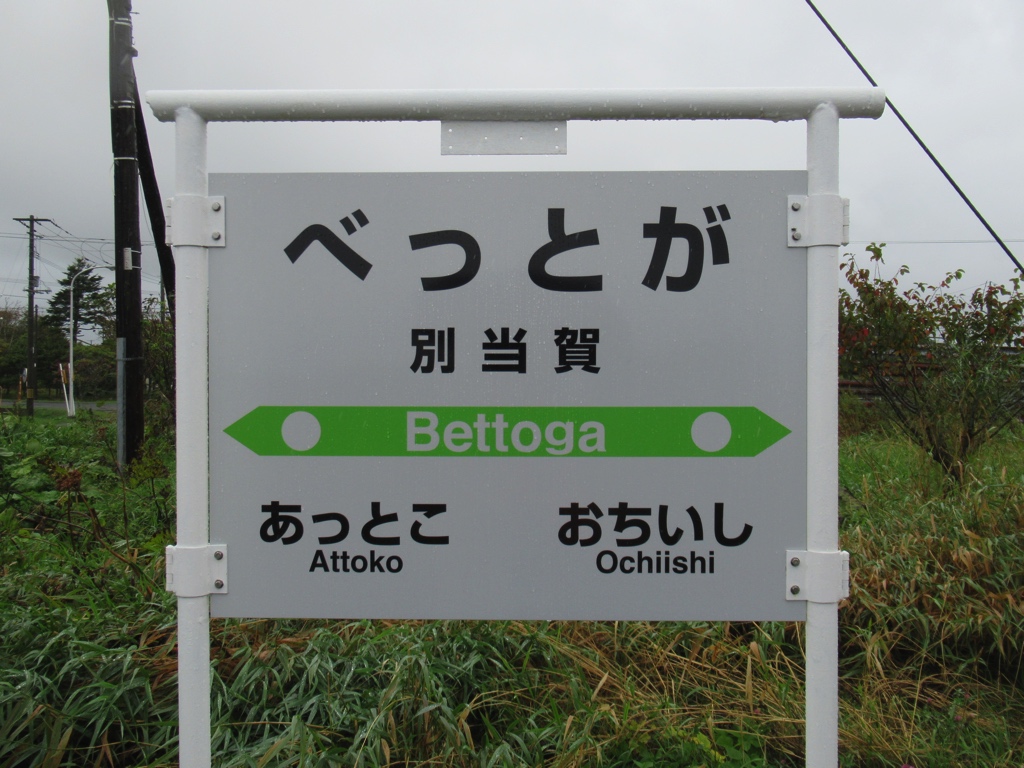 べっとが
別当賀
Bettoga
あっとこ おちいし
Attoko Ochiishi